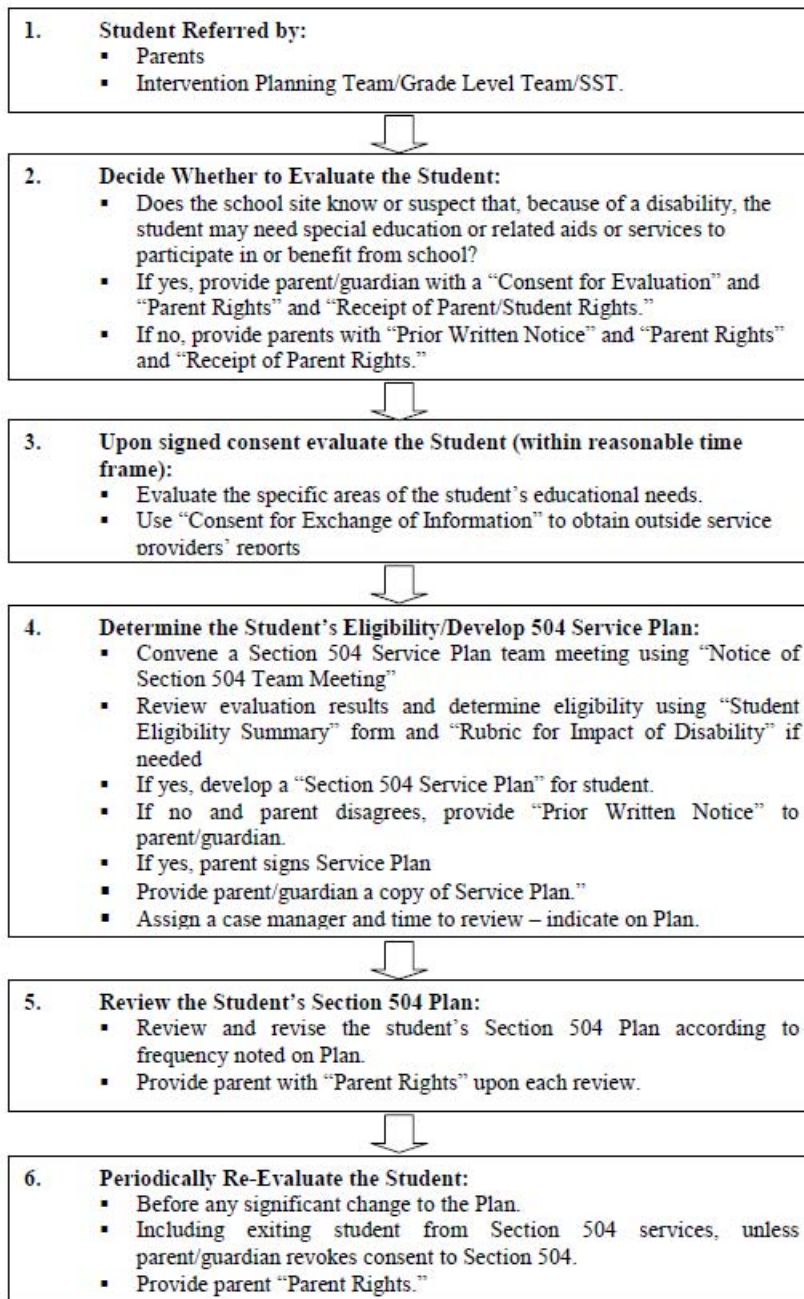 1. Student Referred by:
▪ Parents
▪ Intervention Planning Team/Grade Level Team/SST.
2. Decide Whether to Evaluate the Student:
▪ Does the school site know or suspect that, because of a disability, the
student may need special education or related aids or services to
participate in or benefit from school?
▪ If yes, provide parent/guardian with a “Consent for Evaluation” and
“Parent Rights” and “Receipt of Parent/Student Rights.”
▪ If no, provide parents with “Prior Written Notice” and “Parent Rights”
and “Receipt of Parent Rights.”
3. Upon signed consent evaluate the Student (within reasonable time
frame):
▪ Evaluate the specific areas of the student’s educational needs.
▪ Use “Consent for Exchange of Information” to obtain outside service
providers’ reports
4. Determine the Student’s Eligibility/Develop 504 Service Plan:
▪ Convene a Section 504 Service Plan team meeting using “Notice of
Section 504 Team Meeting”
▪ Review evaluation results and determine eligibility using “Student
Eligibility Summary” form and “Rubric for Impact of Disability” if
needed
▪ If yes, develop a “Section 504 Service Plan” for student.
▪ If no and parent disagrees, provide “Prior Written Notice” to
parent/guardian.
▪ If yes, parent signs Service Plan
▪ Provide parent/guardian a copy of Service Plan.”
▪ Assign a case manager and time to review – indicate on Plan.
5. Review the Student’s Section 504 Plan:
▪ Review and revise the student’s Section 504 Plan according to
frequency noted on Plan.
▪ Provide parent with “Parent Rights” upon each review.
6. Periodically Re-Evaluate the Student:
▪ Before any significant change to the Plan.
▪ Including exiting student from Section 504 services, unless
parent/guardian revokes consent to Section 504.
▪ Provide parent “Parent Rights.”